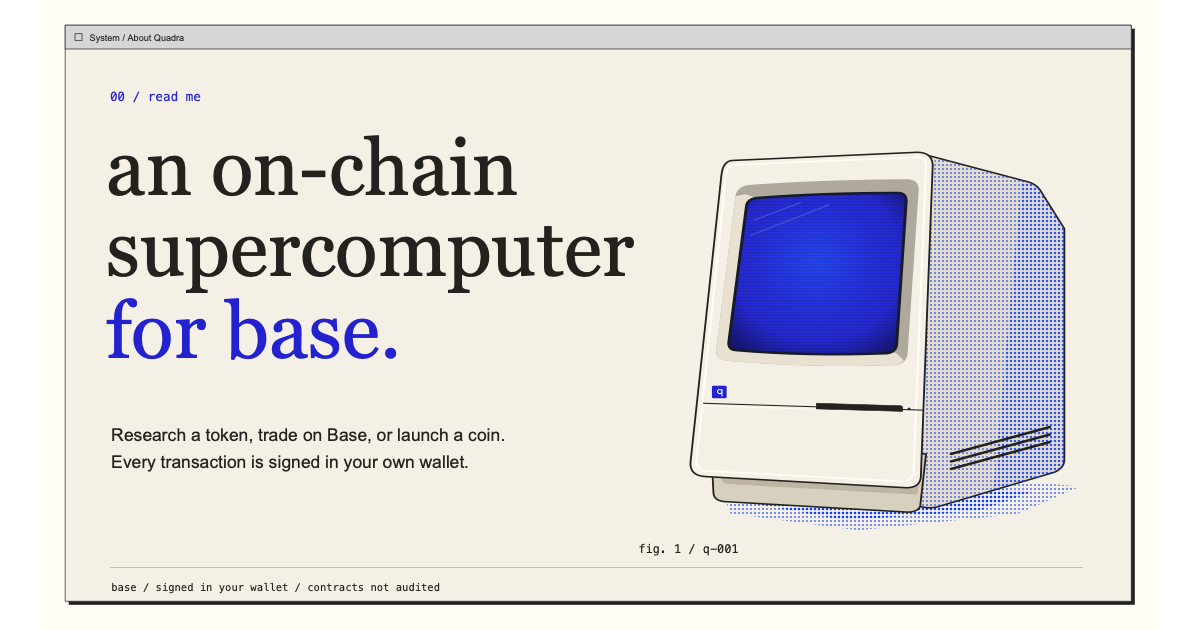 System / About Quadra
00 / read me
an on-chain
supercomputer
for base.
Research a token, trade on Base, or launch a coin.
Every transaction is signed in your own wallet.
q
fig. 1 / q-001
base / signed in your wallet / contracts not audited